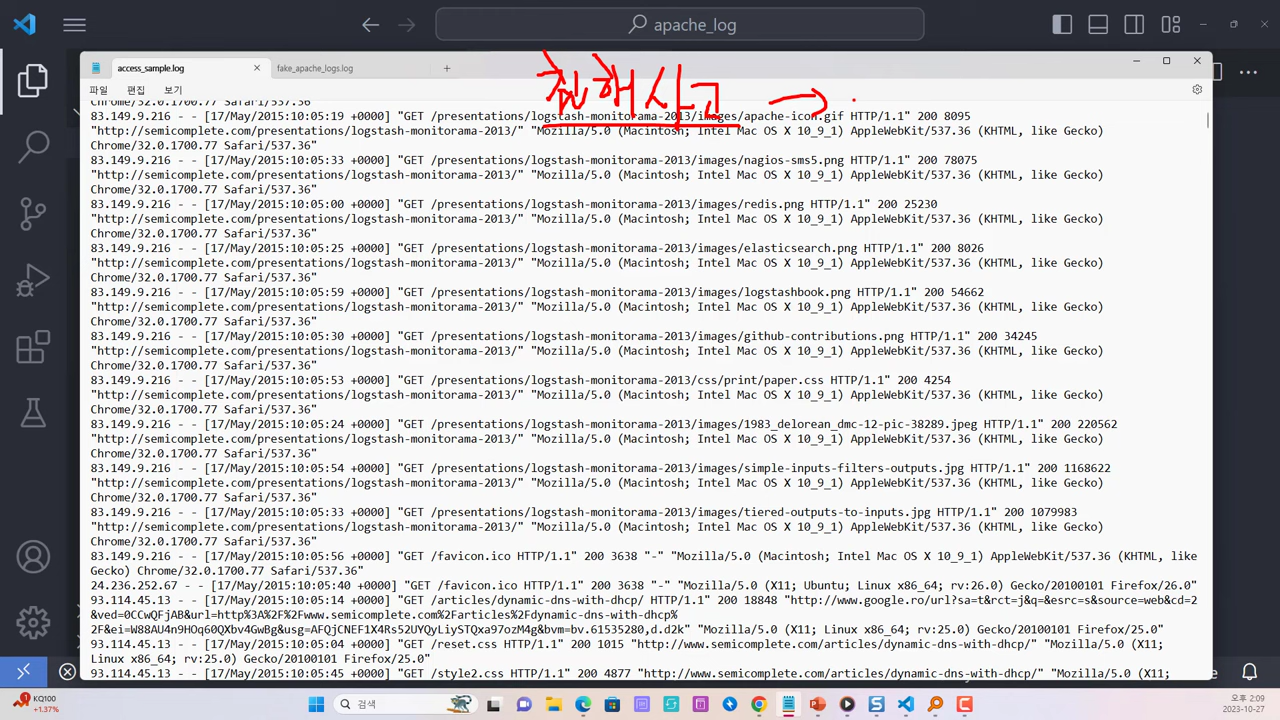 apache_log
access_sample.log
fake_apache_logs.log
파일 편집 보기
침해사고 →
Chrome/32.0.1700.77 Safari/537.36"
83.149.9.216 - - [17/May/2015:10:05:19 +0000] "GET /presentations/logstash-monitorama-2013/images/apache-icon.gif HTTP/1.1" 200 8095
"http://semicomplete.com/presentations/logstash-monitorama-2013/" "Mozilla/5.0 (Macintosh; Intel Mac OS X 10_9_1) AppleWebKit/537.36 (KHTML, like Gecko)
Chrome/32.0.1700.77 Safari/537.36"
83.149.9.216 - - [17/May/2015:10:05:33 +0000] "GET /presentations/logstash-monitorama-2013/images/nagios-sms5.png HTTP/1.1" 200 78075
"http://semicomplete.com/presentations/logstash-monitorama-2013/" "Mozilla/5.0 (Macintosh; Intel Mac OS X 10_9_1) AppleWebKit/537.36 (KHTML, like Gecko)
Chrome/32.0.1700.77 Safari/537.36"
83.149.9.216 - - [17/May/2015:10:05:00 +0000] "GET /presentations/logstash-monitorama-2013/images/redis.png HTTP/1.1" 200 25230
"http://semicomplete.com/presentations/logstash-monitorama-2013/" "Mozilla/5.0 (Macintosh; Intel Mac OS X 10_9_1) AppleWebKit/537.36 (KHTML, like Gecko)
Chrome/32.0.1700.77 Safari/537.36"
83.149.9.216 - - [17/May/2015:10:05:25 +0000] "GET /presentations/logstash-monitorama-2013/images/elasticsearch.png HTTP/1.1" 200 8026
"http://semicomplete.com/presentations/logstash-monitorama-2013/" "Mozilla/5.0 (Macintosh; Intel Mac OS X 10_9_1) AppleWebKit/537.36 (KHTML, like Gecko)
Chrome/32.0.1700.77 Safari/537.36"
83.149.9.216 - - [17/May/2015:10:05:59 +0000] "GET /presentations/logstash-monitorama-2013/images/logstashbook.png HTTP/1.1" 200 54662
"http://semicomplete.com/presentations/logstash-monitorama-2013/" "Mozilla/5.0 (Macintosh; Intel Mac OS X 10_9_1) AppleWebKit/537.36 (KHTML, like Gecko)
Chrome/32.0.1700.77 Safari/537.36"
83.149.9.216 - - [17/May/2015:10:05:30 +0000] "GET /presentations/logstash-monitorama-2013/images/github-contributions.png HTTP/1.1" 200 34245
"http://semicomplete.com/presentations/logstash-monitorama-2013/" "Mozilla/5.0 (Macintosh; Intel Mac OS X 10_9_1) AppleWebKit/537.36 (KHTML, like Gecko)
Chrome/32.0.1700.77 Safari/537.36"
83.149.9.216 - - [17/May/2015:10:05:53 +0000] "GET /presentations/logstash-monitorama-2013/css/print/paper.css HTTP/1.1" 200 4254
"http://semicomplete.com/presentations/logstash-monitorama-2013/" "Mozilla/5.0 (Macintosh; Intel Mac OS X 10_9_1) AppleWebKit/537.36 (KHTML, like Gecko)
Chrome/32.0.1700.77 Safari/537.36"
83.149.9.216 - - [17/May/2015:10:05:24 +0000] "GET /presentations/logstash-monitorama-2013/images/1983_delorean_dmc-12-pic-38289.jpeg HTTP/1.1" 200 220562
"http://semicomplete.com/presentations/logstash-monitorama-2013/" "Mozilla/5.0 (Macintosh; Intel Mac OS X 10_9_1) AppleWebKit/537.36 (KHTML, like Gecko)
Chrome/32.0.1700.77 Safari/537.36"
83.149.9.216 - - [17/May/2015:10:05:54 +0000] "GET /presentations/logstash-monitorama-2013/images/simple-inputs-filters-outputs.jpg HTTP/1.1" 200 1168622
"http://semicomplete.com/presentations/logstash-monitorama-2013/" "Mozilla/5.0 (Macintosh; Intel Mac OS X 10_9_1) AppleWebKit/537.36 (KHTML, like Gecko)
Chrome/32.0.1700.77 Safari/537.36"
83.149.9.216 - - [17/May/2015:10:05:33 +0000] "GET /presentations/logstash-monitorama-2013/images/tiered-outputs-to-inputs.jpg HTTP/1.1" 200 1079983
"http://semicomplete.com/presentations/logstash-monitorama-2013/" "Mozilla/5.0 (Macintosh; Intel Mac OS X 10_9_1) AppleWebKit/537.36 (KHTML, like Gecko)
Chrome/32.0.1700.77 Safari/537.36"
83.149.9.216 - - [17/May/2015:10:05:56 +0000] "GET /favicon.ico HTTP/1.1" 200 3638 "-" "Mozilla/5.0 (Macintosh; Intel Mac OS X 10_9_1) AppleWebKit/537.36 (KHTML, like
Gecko) Chrome/32.0.1700.77 Safari/537.36"
24.236.252.67 - - [17/May/2015:10:05:40 +0000] "GET /favicon.ico HTTP/1.1" 200 3638 "-" "Mozilla/5.0 (X11; Ubuntu; Linux x86_64; rv:26.0) Gecko/20100101 Firefox/26.0"
93.114.45.13 - - [17/May/2015:10:05:14 +0000] "GET /articles/dynamic-dns-with-dhcp/ HTTP/1.1" 200 18848 "http://www.google.ro/url?sa=t&rct=j&q=&esrc=s&source=web&cd=2
&ved=0CCwQFjAB&url=http%3A%2F%2Fwww.semicomplete.com%2Farticles%2Fdynamic-dns-with-dhcp%
2F&ei=W88AU4n9HOq60QXbv4GwBg&usg=AFQjCNEF1X4Rs52UYQyLiySTQxa97ozM4g&bvm=bv.61535280,d.d2k" "Mozilla/5.0 (X11; Linux x86_64; rv:25.0) Gecko/20100101 Firefox/25.0"
93.114.45.13 - - [17/May/2015:10:05:04 +0000] "GET /reset.css HTTP/1.1" 200 1015 "http://www.semicomplete.com/articles/dynamic-dns-with-dhcp/" "Mozilla/5.0 (X11;
Linux x86_64; rv:25.0) Gecko/20100101 Firefox/25.0"
93.114.45.13 - - [17/May/2015:10:05:45 +0000] "GET /style2.css HTTP/1.1" 200 4877 "http://www.semicomplete.com/articles/dynamic-dns-with-dhcp/" "Mozilla/5.0 (X11;
KQ100
+1.37%
검색
오후 2:09
2023-10-27